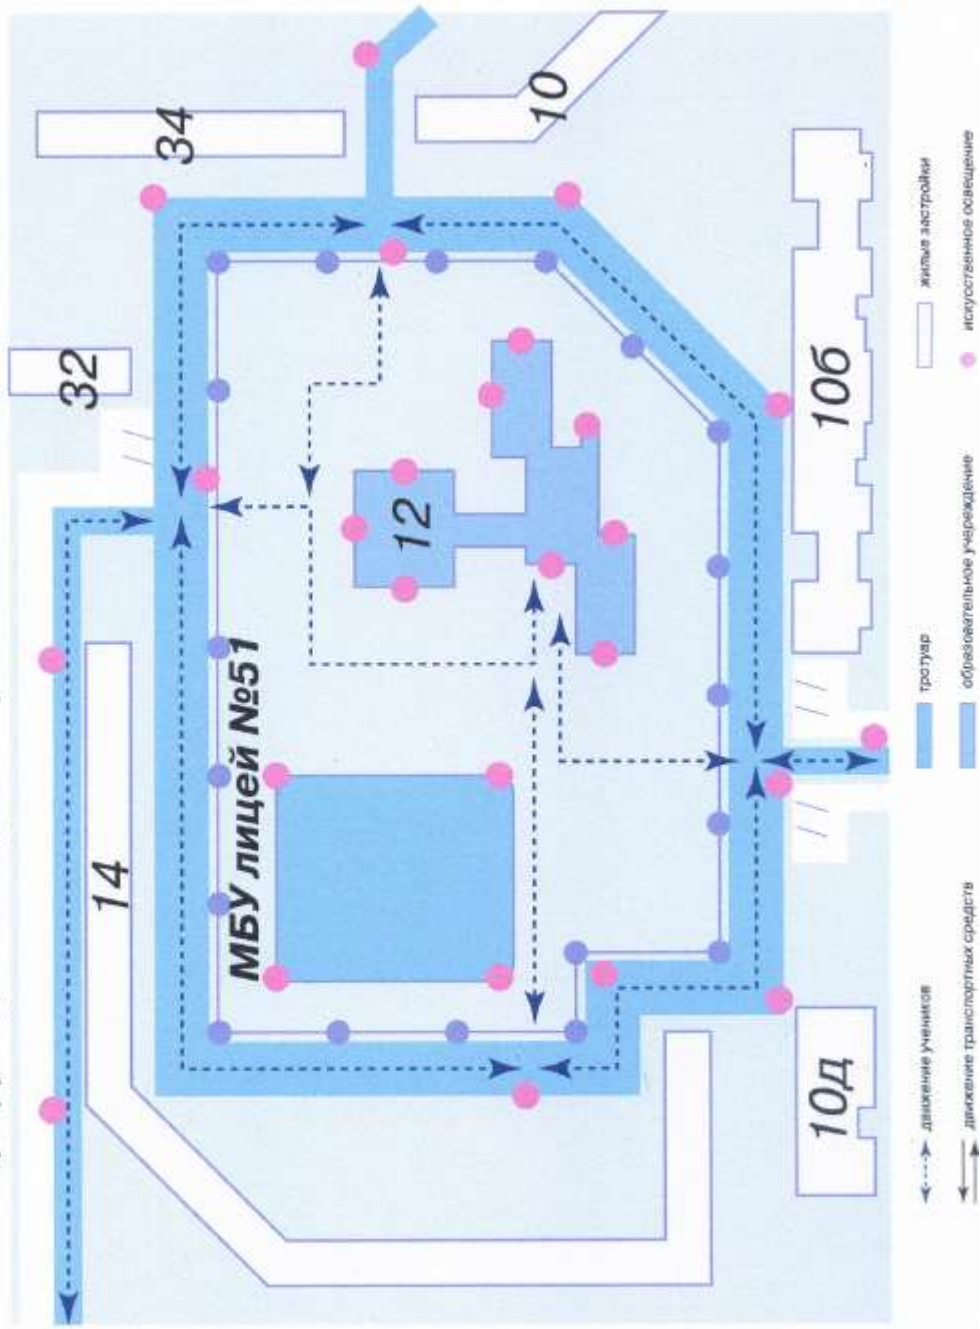 32
34
14
МБУ лицей №51
12
10
10д
10б
движение учеников
тротуар
жилые застройки
движение транспортных средств
образовательное учереждение
искусственное освещение